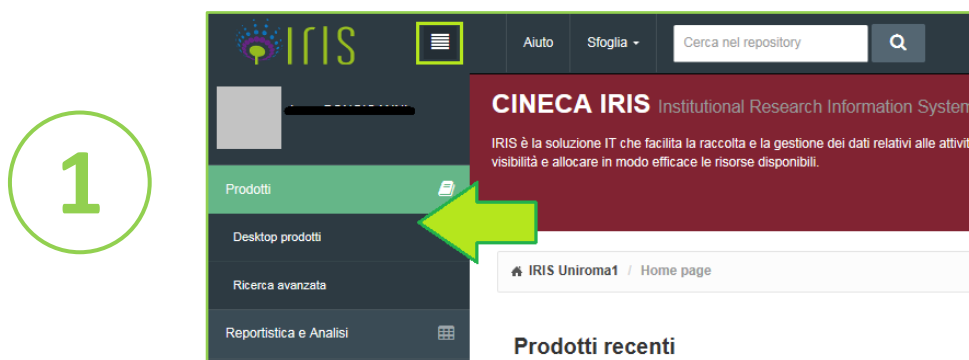 1
IRIS
Aiuto
Sfoglia
Cerca nel repository
CINECA IRIS Institutional Research Information System
IRIS è la soluzione IT che facilita la raccolta e la gestione dei dati relativi alle
visibilità e allocare in modo efficace le risorse disponibili.
Prodotti
Desktop prodotti
Ricerca avanzata
Reportistica e Analisi
IRIS Uniroma1 / Home page
Prodotti recenti